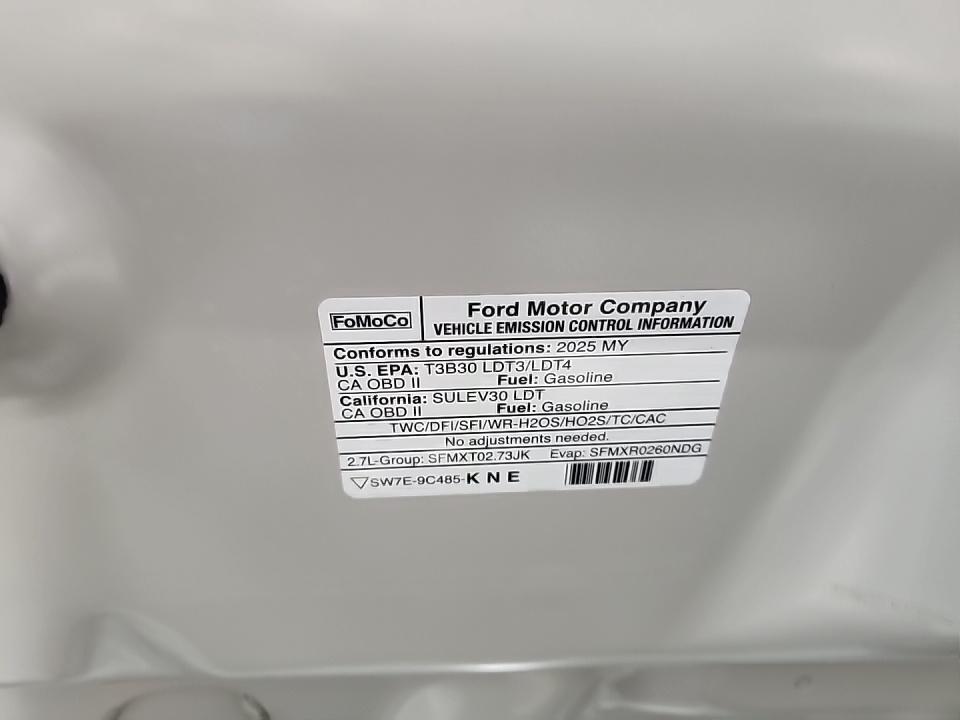 FoMoCo
Ford Motor Company
VEHICLE EMISSION CONTROL INFORMATION
Conforms to regulations: 2025 MY
U.S. EPA: T3B30 LDT3/LDT4
CA OBD II Fuel: Gasoline
California: SULEV30 LDT
CA OBD II Fuel: Gasoline
TWC/DFI/SFI/WR-H2OS/HO2S/TC/CAC
No adjustments needed.
2.7L-Group: SFMXT02.73JK Evap: SFMXR0260NDG
SW7E-9C485-KNE